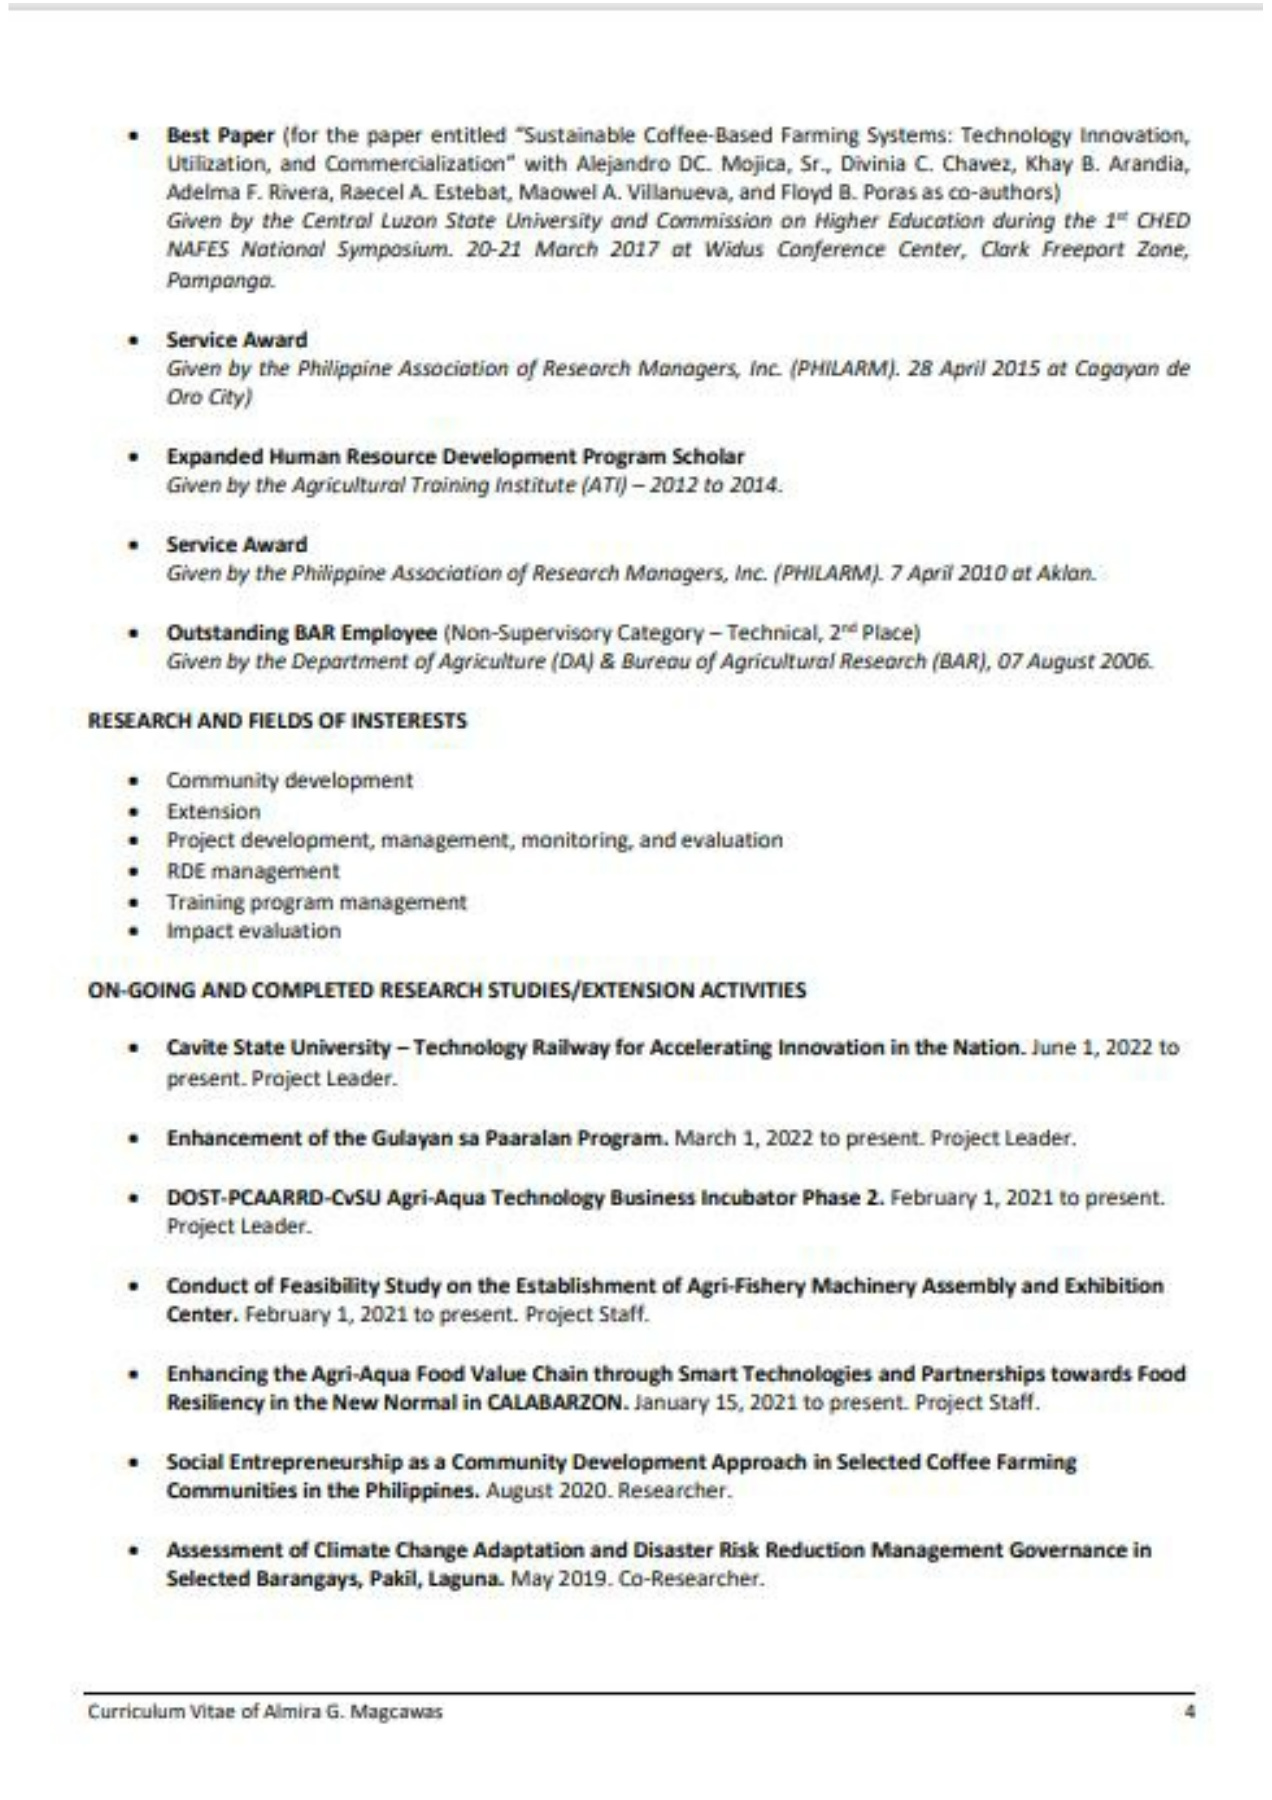 • Best Paper (for the paper entitled “Sustainable Coffee-Based Farming Systems: Technology Innovation,
Utilization, and Commercialization” with Alejandro DC. Mojica, Sr., Divinia C. Chavez, Khay B. Arandia,
Adelma F. Rivera, Raecel A. Estebat, Maowel A. Villanueva, and Floyd B. Poras as co-authors)
Given by the Central Luzon State University and Commission on Higher Education during the 1st CHED
NAFES National Symposium. 20-21 March 2017 at Widus Conference Center, Clark Freeport Zone,
Pampanga.
• Service Award
Given by the Philippine Association of Research Managers, Inc. (PHILARM). 28 April 2015 at Cagayan de
Oro City)
• Expanded Human Resource Development Program Scholar
Given by the Agricultural Training Institute (ATI) – 2012 to 2014.
• Service Award
Given by the Philippine Association of Research Managers, Inc. (PHILARM). 7 April 2010 at Aklan.
• Outstanding BAR Employee (Non-Supervisory Category – Technical, 2nd Place)
Given by the Department of Agriculture (DA) & Bureau of Agricultural Research (BAR), 07 August 2006.
RESEARCH AND FIELDS OF INSTERESTS
• Community development
• Extension
• Project development, management, monitoring, and evaluation
• RDE management
• Training program management
• Impact evaluation
ON-GOING AND COMPLETED RESEARCH STUDIES/EXTENSION ACTIVITIES
• Cavite State University – Technology Railway for Accelerating Innovation in the Nation. June 1, 2022 to
present. Project Leader.
• Enhancement of the Gulayan sa Paaralan Program. March 1, 2022 to present. Project Leader.
• DOST-PCAARRD-CvSU Agri-Aqua Technology Business Incubator Phase 2. February 1, 2021 to present.
Project Leader.
• Conduct of Feasibility Study on the Establishment of Agri-Fishery Machinery Assembly and Exhibition
Center. February 1, 2021 to present. Project Staff.
• Enhancing the Agri-Aqua Food Value Chain through Smart Technologies and Partnerships towards Food
Resiliency in the New Normal in CALABARZON. January 15, 2021 to present. Project Staff.
• Social Entrepreneurship as a Community Development Approach in Selected Coffee Farming
Communities in the Philippines. August 2020. Researcher.
• Assessment of Climate Change Adaptation and Disaster Risk Reduction Management Governance in
Selected Barangays, Pakil, Laguna. May 2019. Co-Researcher.
Curriculum Vitae of Almira G. Magcawas 4